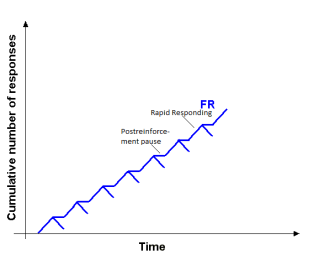 FR
Rapid Responding
Postreinforce-
ment pause
Cumulative number of responses
Time